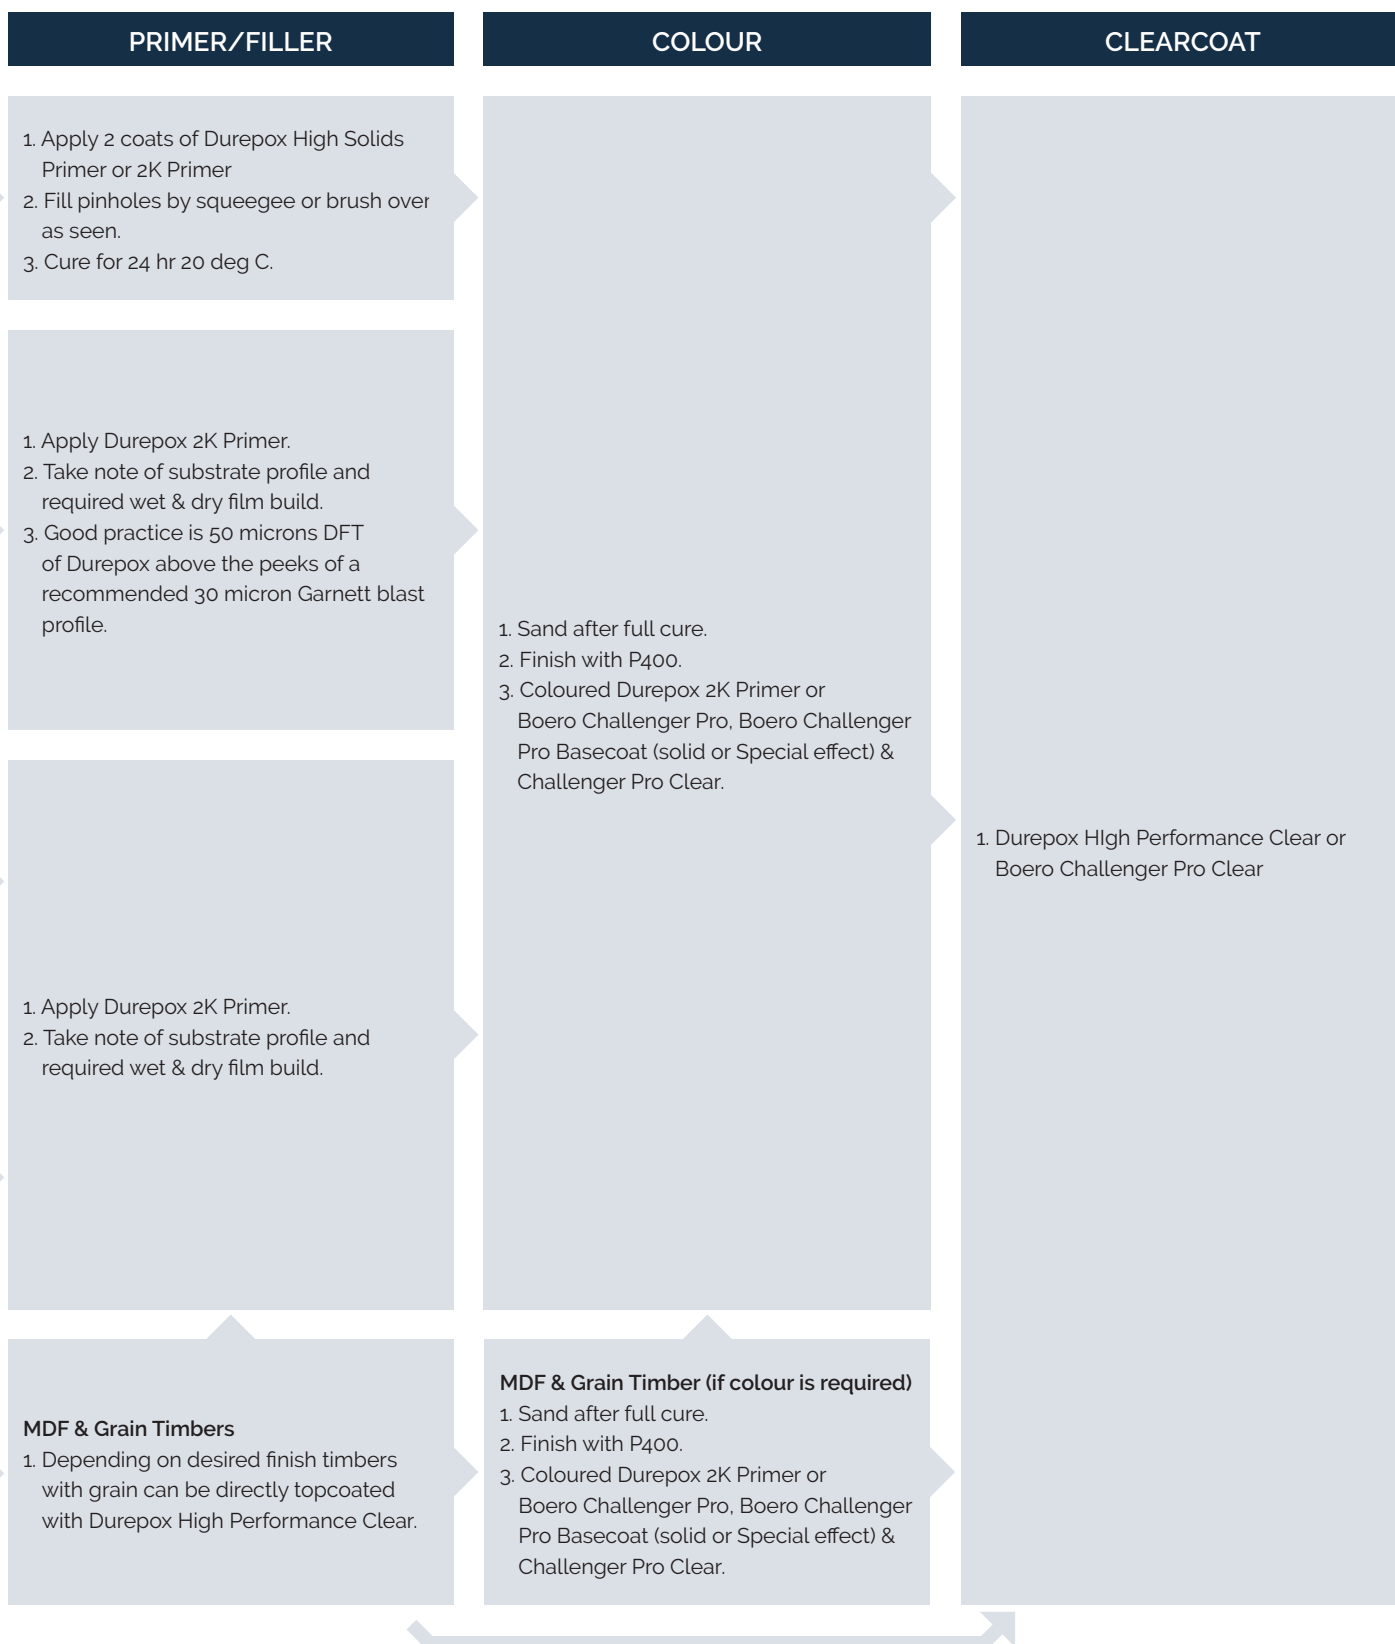 PRIMER/FILLER
COLOUR
CLEARCOAT
1. Apply 2 coats of Durepox High Solids
Primer or 2K Primer
2. Fill pinholes by squeegee or brush over
as seen.
3. Cure for 24 hr 20 deg C.
1. Apply Durepox 2K Primer.
2. Take note of substrate profile and
required wet & dry film build.
3. Good practice is 50 microns DFT
of Durepox above the peeks of a
recommended 30 micron Garnett blast
profile.
1. Apply Durepox 2K Primer.
2. Take note of substrate profile and
required wet & dry film build.
MDF & Grain Timbers
1. Depending on desired finish timbers
with grain can be directly topcoated
with Durepox High Performance Clear.
1. Sand after full cure.
2. Finish with P400.
3. Coloured Durepox 2K Primer or
Boero Challenger Pro, Boero Challenger
Pro Basecoat (solid or Special effect) &
Challenger Pro Clear.
MDF & Grain Timber (if colour is required)
1. Sand after full cure.
2. Finish with P400.
3. Coloured Durepox 2K Primer or
Boero Challenger Pro, Boero Challenger
Pro Basecoat (solid or Special effect) &
Challenger Pro Clear.
1. Durepox HIgh Performance Clear or
Boero Challenger Pro Clear